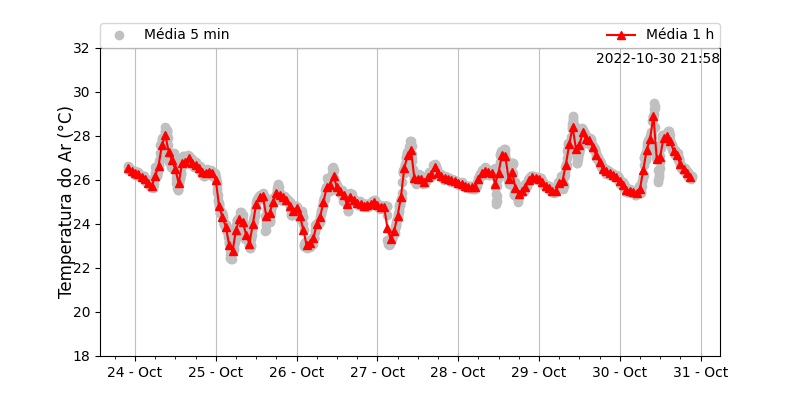 Média 5 min
Média 1 h
2022-10-30 21:58
Temperatura do Ar (°C)
32
30
28
26
24
22
20
18
24 - Oct
25 - Oct
26 - Oct
27 - Oct
28 - Oct
29 - Oct
30 - Oct
31 - Oct